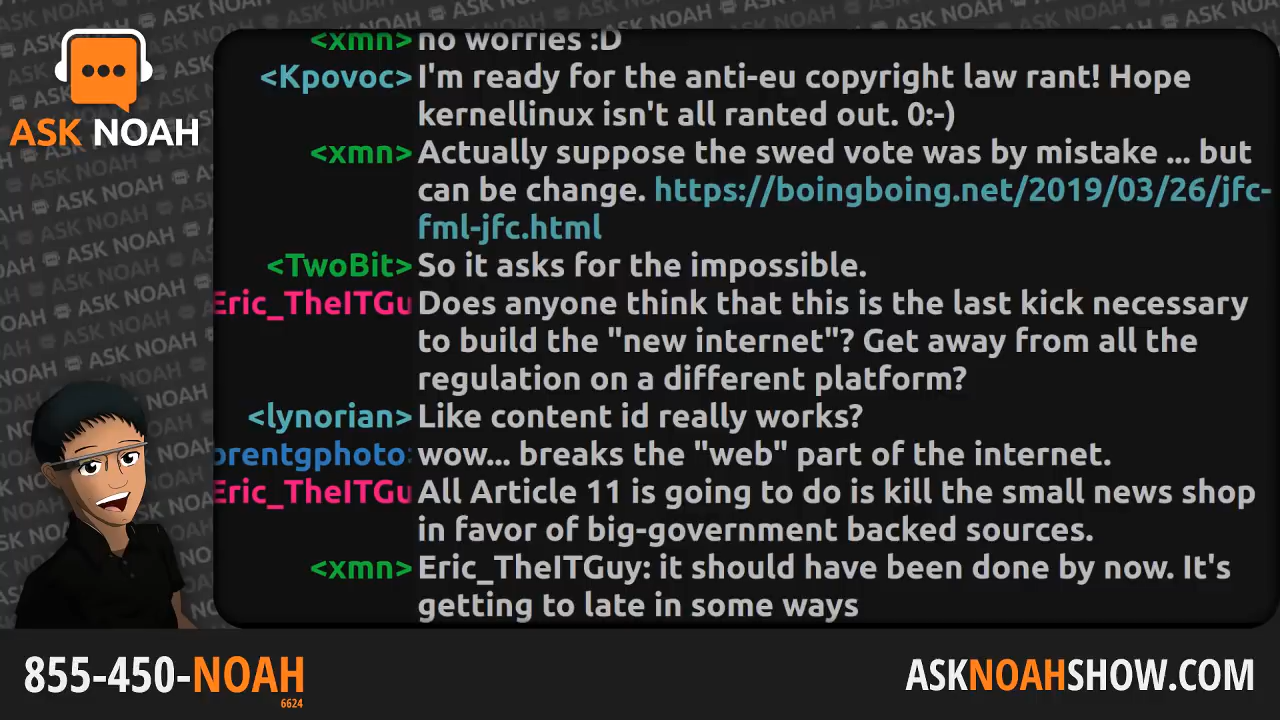 ASK NOAH
<xmn> no worries :D
<Kpovoc> I'm ready for the anti-eu copyright law rant! Hope
kernellinux isn't all ranted out. 0:-)
<xmn> Actually suppose the swed vote was by mistake ... but
can be change. https://boingboing.net/2019/03/26/jfc-
fml-jfc.html
<TwoBit> So it asks for the impossible.
Eric_TheITGu Does anyone think that this is the last kick necessary
to build the "new internet"? Get away from all the
regulation on a different platform?
<lynorian> Like content id really works?
brentgphoto: wow... breaks the "web" part of the internet.
Eric_TheITGu All Article 11 is going to do is kill the small news shop
in favor of big-government backed sources.
<xmn> Eric_TheITGuy: it should have been done by now. It's
getting to late in some ways
855-450-NOAH
6624
ASKNOAHSHOW.COM